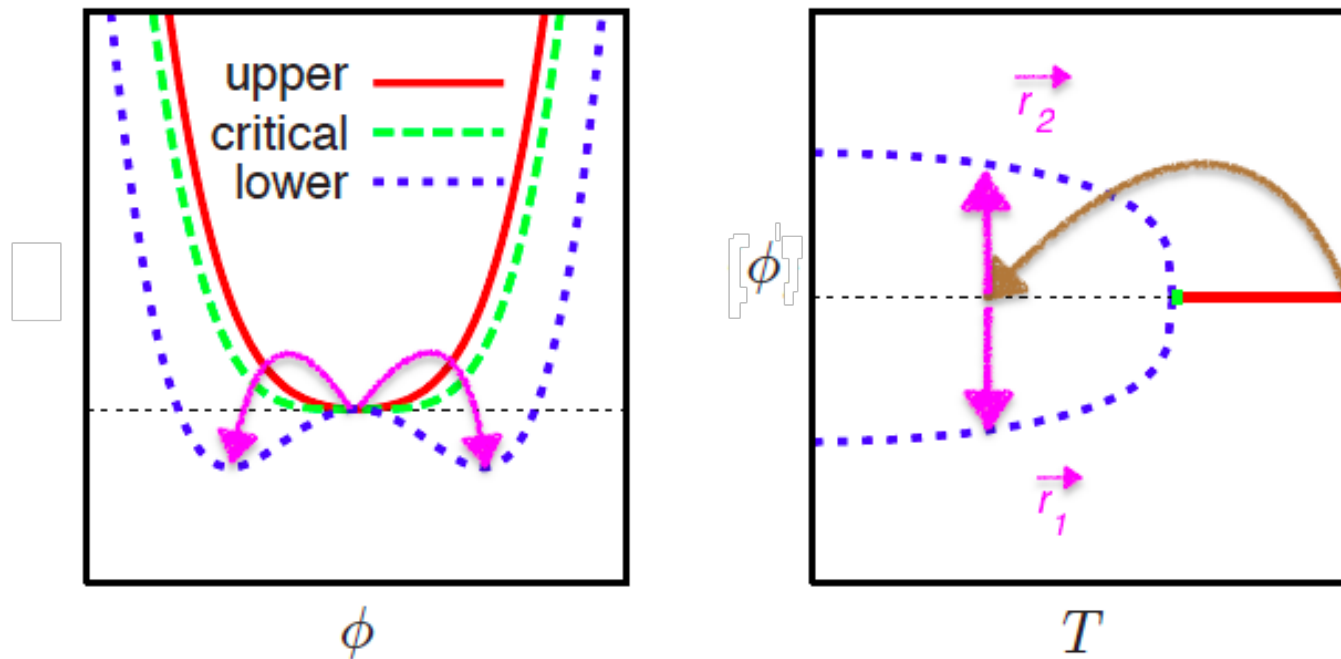 upper
critical
lower
ϕ
r₂
[ϕ]
r₁
T